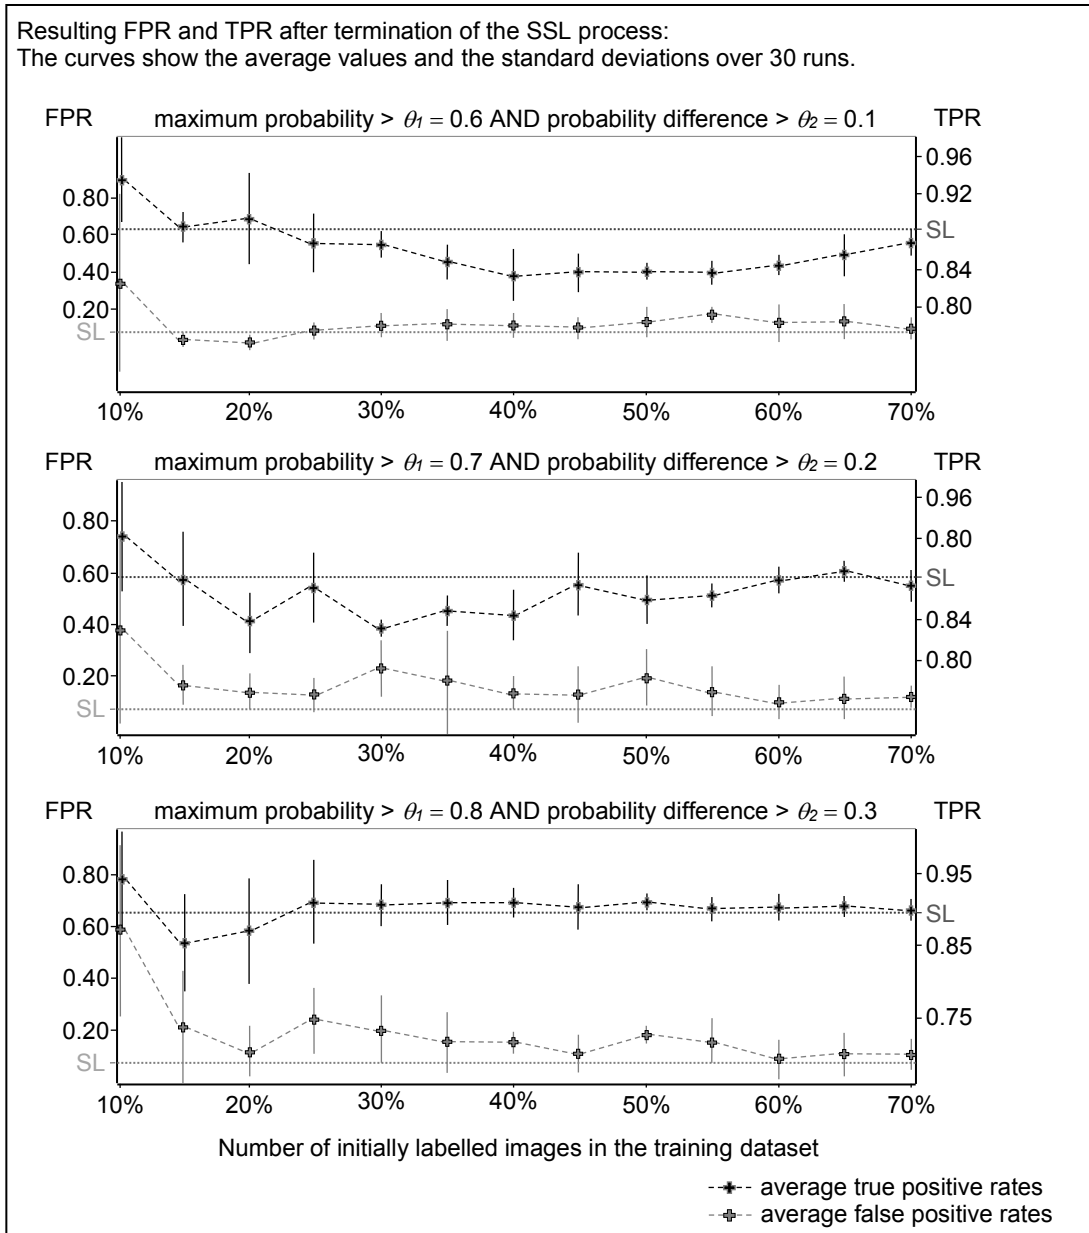 Resulting FPR and TPR after termination of the SSL process:
The curves show the average values and the standard deviations over 30 runs.
FPR maximum probability > θ1 = 0.6 AND probability difference > θ2 = 0.1 TPR
0.96
0.80 0.92
0.60 SL
0.40 0.84
0.20 0.80
SL
10% 20% 30% 40% 50% 60% 70%
FPR maximum probability > θ1 = 0.7 AND probability difference > θ2 = 0.2 TPR
0.96
0.80 0.80
0.60 SL
0.40 0.84
0.20 0.80
SL
10% 20% 30% 40% 50% 60% 70%
FPR maximum probability > θ1 = 0.8 AND probability difference > θ2 = 0.3 TPR
0.80 0.95
0.60 SL
0.40 0.85
0.20 0.75
SL
10% 20% 30% 40% 50% 60% 70%
Number of initially labelled images in the training dataset
average true positive rates
average false positive rates